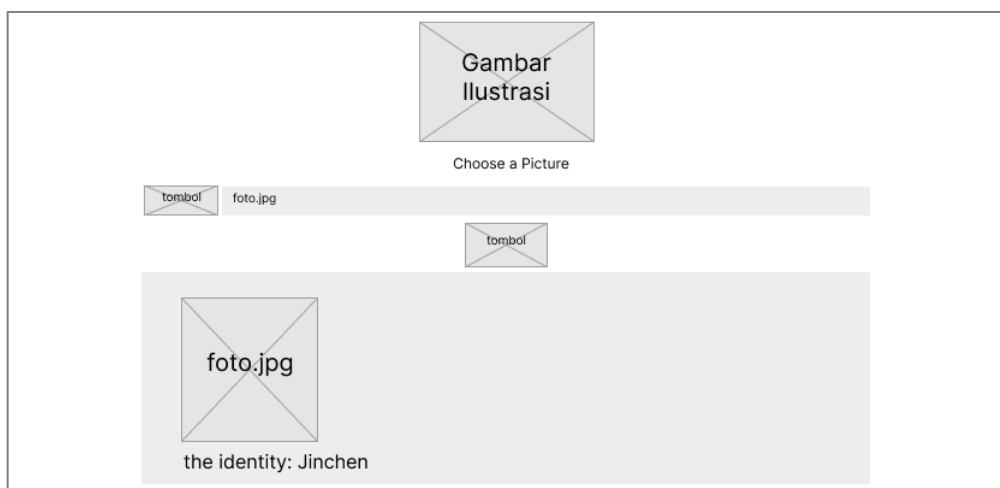 Gambar
Ilustrasi
Choose a Picture
tombol foto.jpg
tombol
foto.jpg
the identity: Jinchen